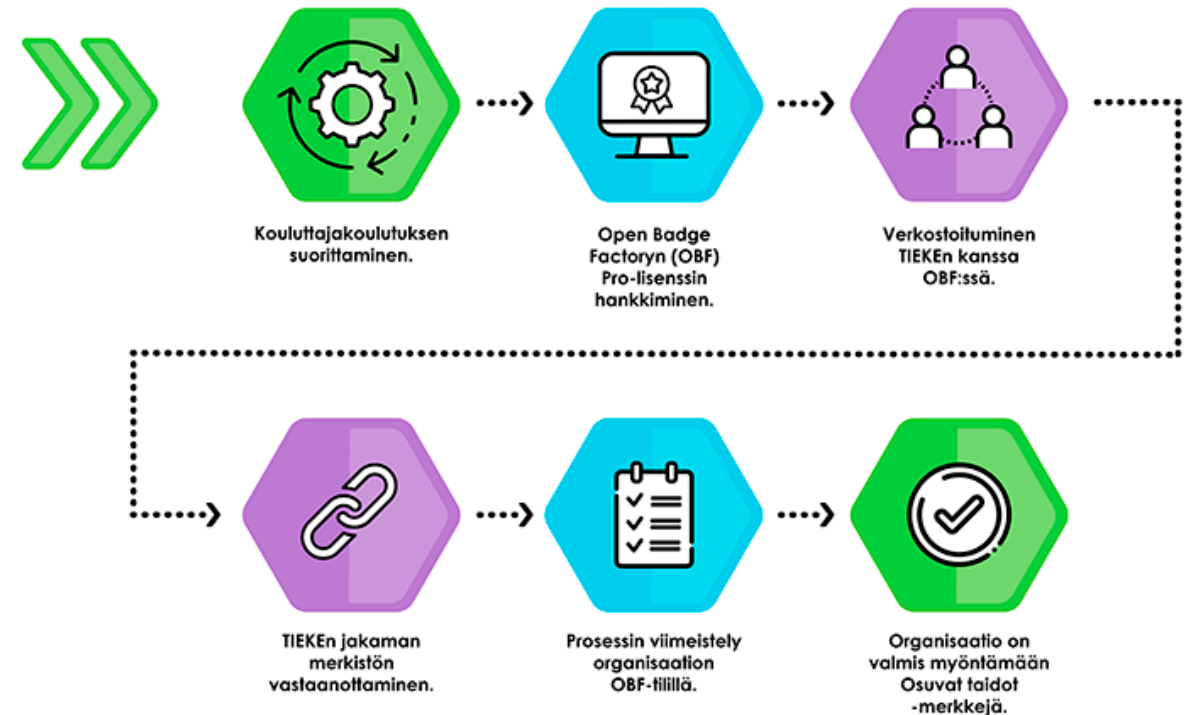 Kouluttajakoulutuksen
suorittaminen.
Open Badge
Factoryn (OBF)
Pro-lisenssin
hankkiminen.
Verkostoituminen
TIEKEn kanssa
OBF:ssä.
TIEKEn jakaman
merkistön
vastaanottaminen.
Prosessin viimeistely
organisaation
OBF-tilillä.
Organisaatio on
valmis myöntämään
Osuvat taidot
-merkkejä.